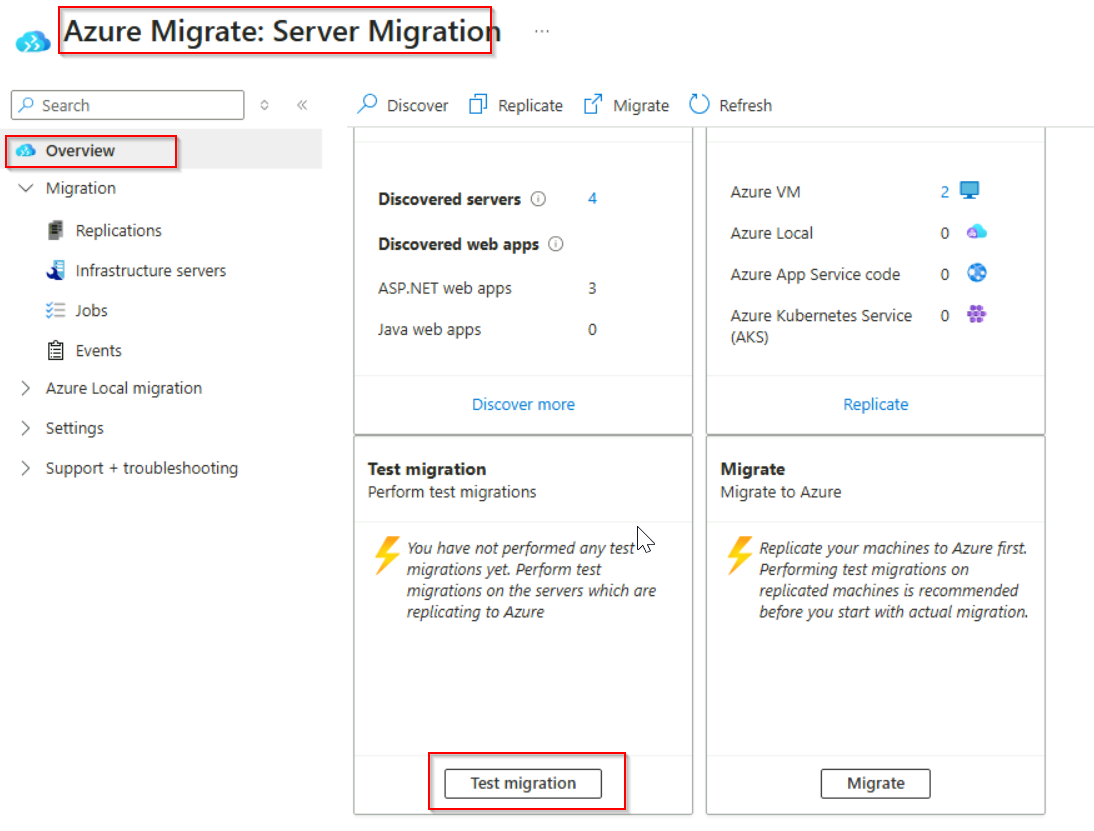 Azure Migrate: Server Migration ...
Search
Discover Replicate Migrate Refresh
Overview
Migration
Replications
Infrastructure servers
Jobs
Events
Azure Local migration
Settings
Support + troubleshooting
Discovered servers 4
Discovered web apps
ASP.NET web apps 3
Java web apps 0
Discover more
Azure VM 2
Azure Local 0
Azure App Service code 0
Azure Kubernetes Service 0
(AKS)
Replicate
Test migration
Perform test migrations
You have not performed any test
migrations yet. Perform test
migrations on the servers which are
replicating to Azure
Test migration
Migrate
Migrate to Azure
Replicate your machines to Azure first.
Performing test migrations on
replicated machines is recommended
before you start with actual migration.
Migrate